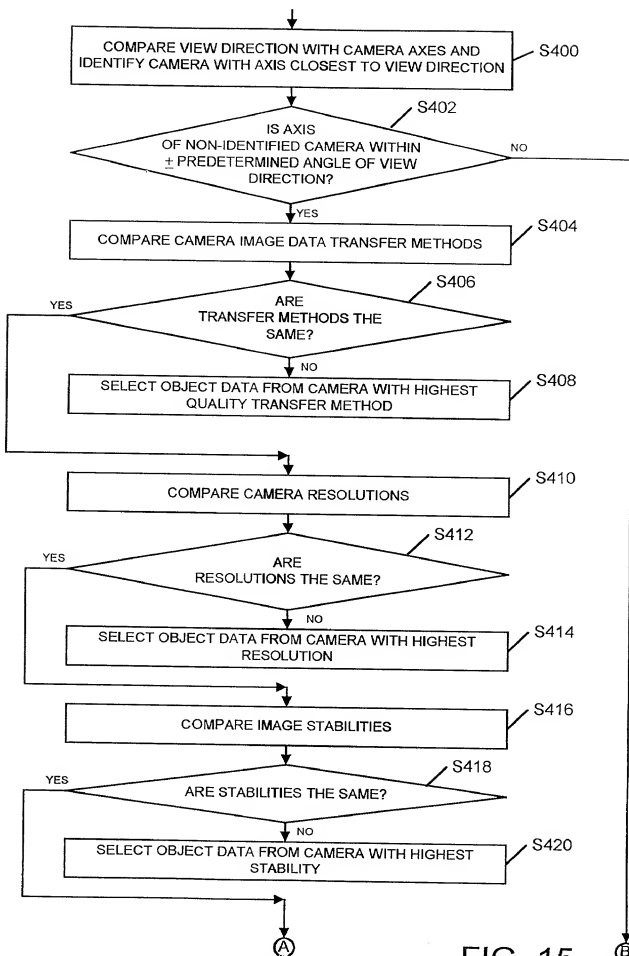 COMPARE VIEW DIRECTION WITH CAMERA AXES AND
IDENTIFY CAMERA WITH AXIS CLOSEST TO VIEW DIRECTION
S400
S402
IS AXIS
OF NON-IDENTIFIED CAMERA WITHIN
± PREDETERMINED ANGLE OF VIEW
DIRECTION?
NO
YES
COMPARE CAMERA IMAGE DATA TRANSFER METHODS
S404
S406
YES
ARE
TRANSFER METHODS THE
SAME?
NO
SELECT OBJECT DATA FROM CAMERA WITH HIGHEST
QUALITY TRANSFER METHOD
S408
COMPARE CAMERA RESOLUTIONS
S410
S412
YES
ARE
RESOLUTIONS THE SAME?
NO
SELECT OBJECT DATA FROM CAMERA WITH HIGHEST
RESOLUTION
S414
COMPARE IMAGE STABILITIES
S416
S418
YES
ARE STABILITIES THE SAME?
NO
SELECT OBJECT DATA FROM CAMERA WITH HIGHEST
STABILITY
S420
A
FIG. 15
B